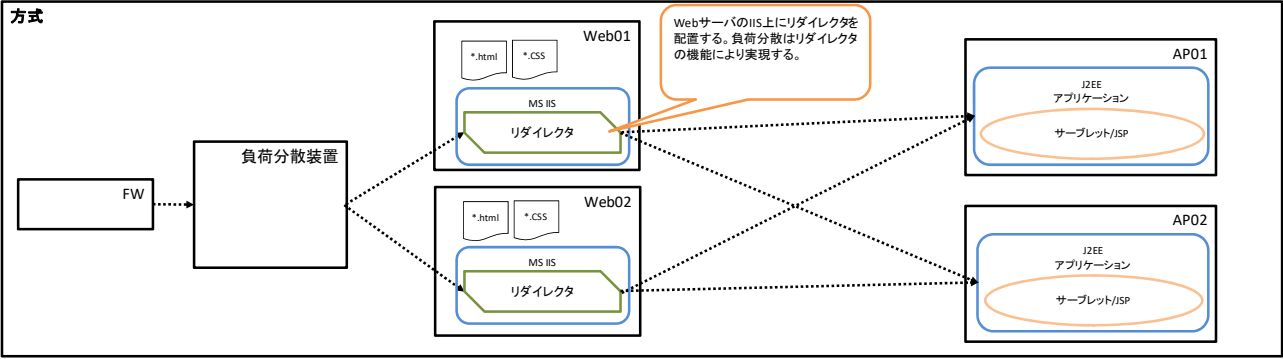 方式
FW
負荷分散装置
Web01
*.html
*.CSS
MS IIS
リダイレクタ
WebサーバのIIS上にリダイレクタを
配置する。負荷分散はリダイレクタ
の機能により実現する。
Web02
*.html
*.CSS
MS IIS
リダイレクタ
AP01
J2EE
アプリケーション
サーブレット/JSP
AP02
J2EE
アプリケーション
サーブレット/JSP